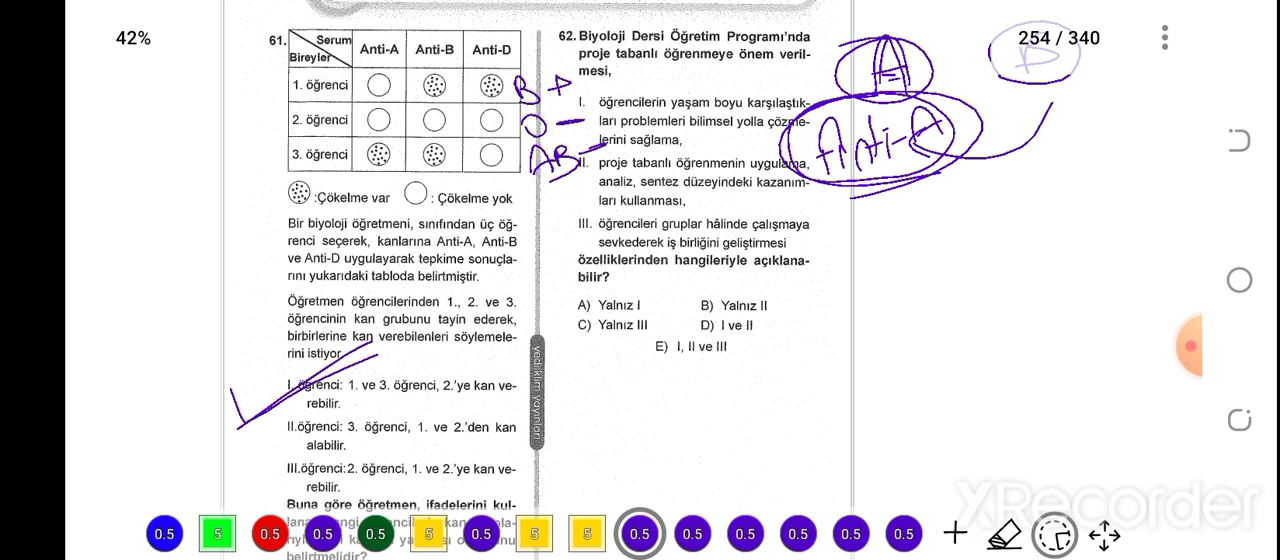 42%
254 / 340
61.
Serum
Bireyler
Anti-A
Anti-B
Anti-D
1. öğrenci
B +
2. öğrenci
O -
3. öğrenci
AB -
:Çökelme var
: Çökelme yok
Bir biyoloji öğretmeni, sınıfından üç öğ-
renci seçerek, kanlarına Anti-A, Anti-B
ve Anti-D uygulayarak tepkime sonuçla-
rını yukarıdaki tabloda belirtmiştir.
Öğretmen öğrencilerinden 1., 2. ve 3.
öğrencinin kan grubunu tayin ederek,
birbirlerine kan verebilenleri söylemele-
rini istiyor.
I. öğrenci: 1. ve 3. öğrenci, 2.'ye kan ve-
rebilir.
II.öğrenci: 3. öğrenci, 1. ve 2.'den kan
alabilir.
III.öğrenci: 2. öğrenci, 1. ve 2.'ye kan ve-
rebilir.
Buna göre öğretmen, ifadelerini kul-
belirtmelidir?
yediiklim yayınları
62. Biyoloji Dersi Öğretim Programı'nda
proje tabanlı öğrenmeye önem veril-
mesi,
I. öğrencilerin yaşam boyu karşılaştık-
ları problemleri bilimsel yolla çözme-
lerini sağlama,
II. proje tabanlı öğrenmenin uygulama,
analiz, sentez düzeyindeki kazanım-
ları kullanması,
III. öğrencileri gruplar hâlinde çalışmaya
sevkederek iş birliğini geliştirmesi
özelliklerinden hangileriyle açıklana-
bilir?
A) Yalnız I
B) Yalnız II
C) Yalnız III
D) I ve II
E) I, II ve III
A
D
Anti-A
0.5
5
0.5
0.5
0.5
5
0.5
5
5
0.5
0.5
0.5
0.5
0.5
0.5
XRecorder